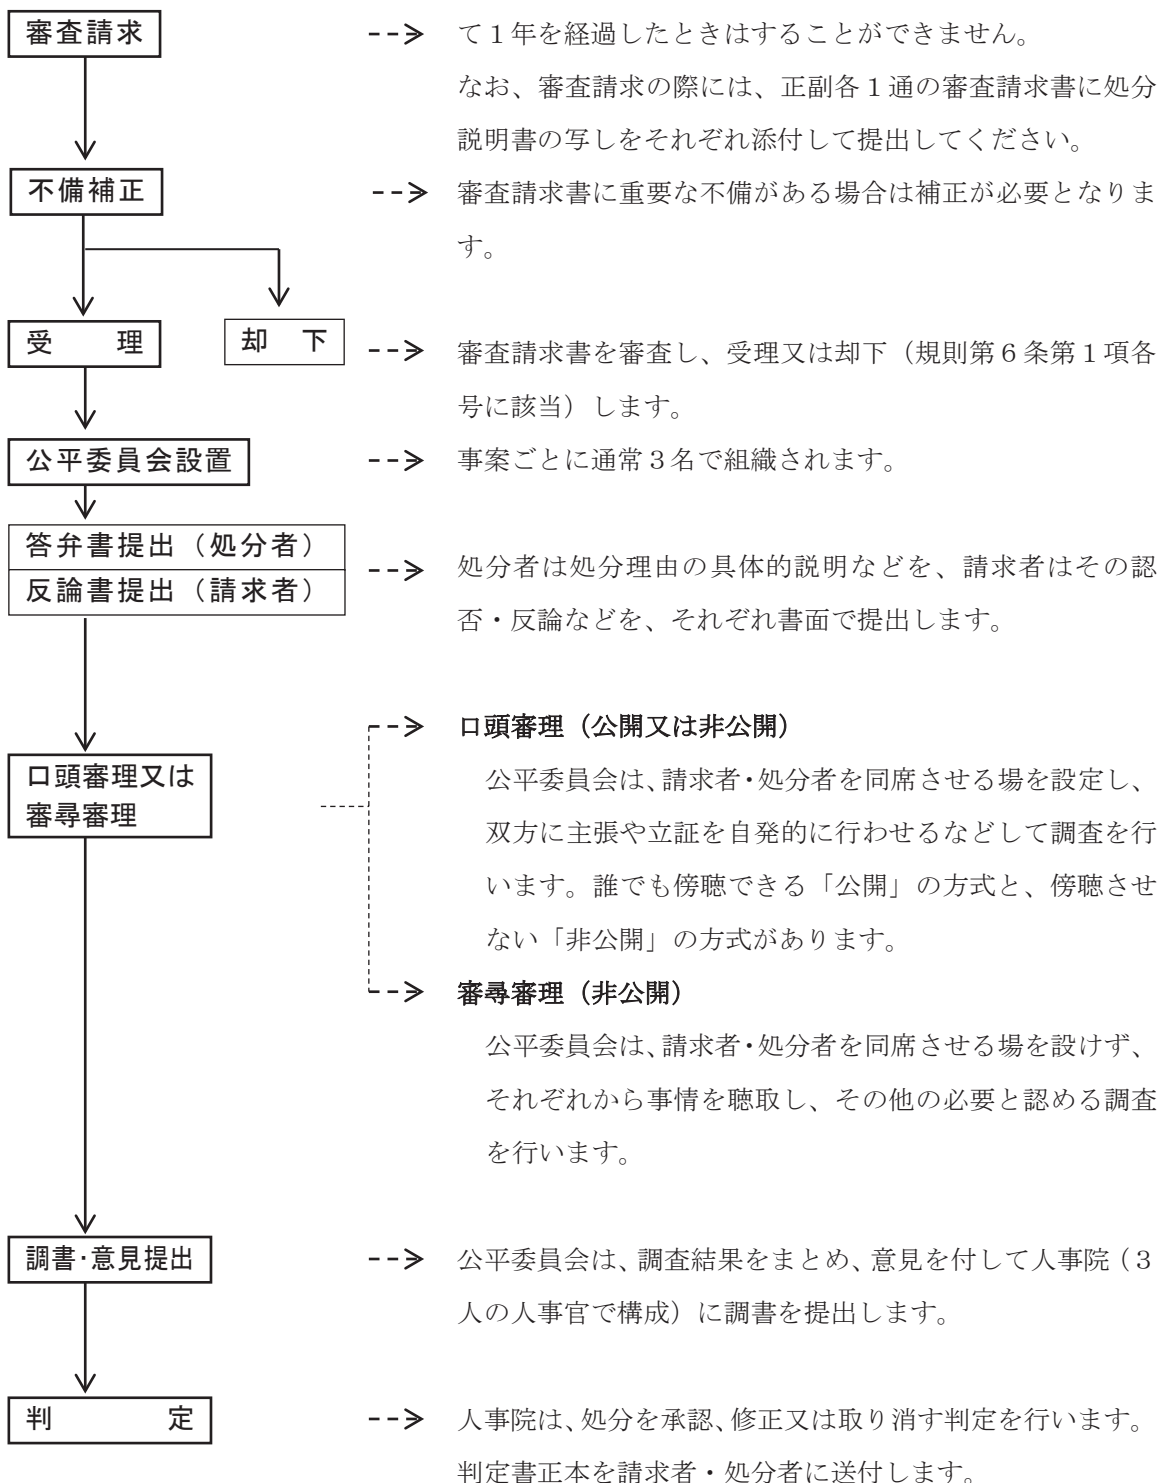 審査請求
て１年を経過したときはすることができません。
なお、審査請求の際には、正副各１通の審査請求書に処分
説明書の写しをそれぞれ添付して提出してください。
不備補正
審査請求書に重要な不備がある場合は補正が必要となりま
す。
受　　理
却　下
審査請求書を審査し、受理又は却下（規則第６条第１項各
号に該当）します。
公平委員会設置
事案ごとに通常３名で組織されます。
答弁書提出（処分者）
反論書提出（請求者）
処分者は処分理由の具体的説明などを、請求者はその認
否・反論などを、それぞれ書面で提出します。
口頭審理又は
審尋審理
口頭審理（公開又は非公開）
公平委員会は、請求者・処分者を同席させる場を設定し、
双方に主張や立証を自発的に行わせるなどして調査を行
います。誰でも傍聴できる「公開」の方式と、傍聴させ
ない「非公開」の方式があります。
審尋審理（非公開）
公平委員会は、請求者・処分者を同席させる場を設けず、
それぞれから事情を聴取し、その他の必要と認める調査
を行います。
調書・意見提出
公平委員会は、調査結果をまとめ、意見を付して人事院（３
人の人事官で構成）に調書を提出します。
判　　　定
人事院は、処分を承認、修正又は取り消す判定を行います。
判定書正本を請求者・処分者に送付します。